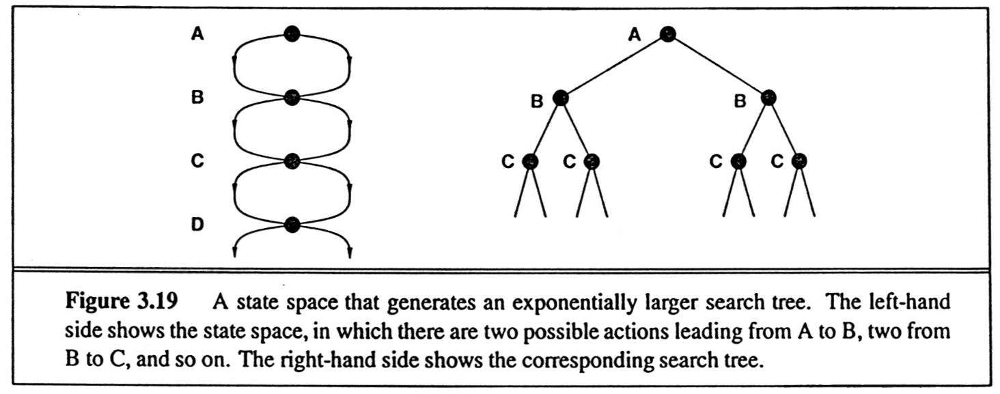 A
A
B
B
B
C
C
C
C
C
D
Figure 3.19 A state space that generates an exponentially larger search tree. The left-hand
side shows the state space, in which there are two possible actions leading from A to B, two from
B to C, and so on. The right-hand side shows the corresponding search tree.